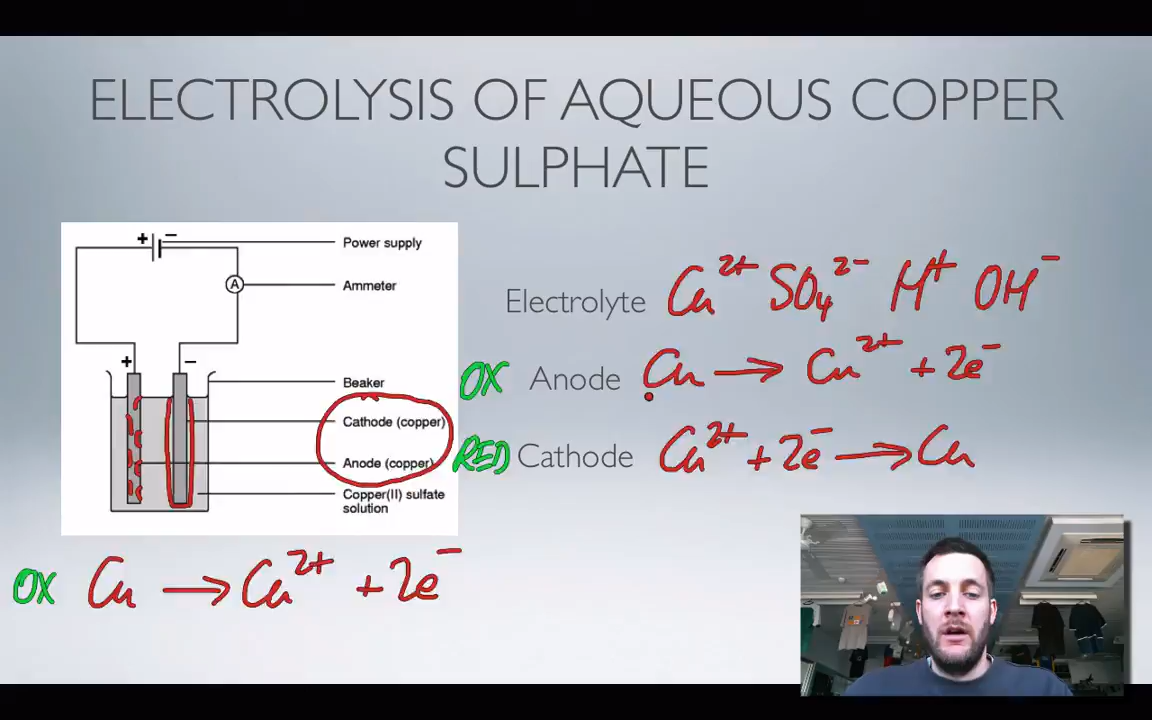 ELECTROLYSIS OF AQUEOUS COPPER
SULPHATE
+ −
Power supply
A
Ammeter
+ −
Beaker
Cathode (copper)
Anode (copper)
Copper(II) sulfate
solution
Electrolyte Cu²⁺ SO₄²⁻ H⁺ OH⁻
OX Anode Cu → Cu²⁺ + 2e⁻
RED Cathode Cu²⁺ + 2e⁻ → Cu
OX Cu → Cu²⁺ + 2e⁻